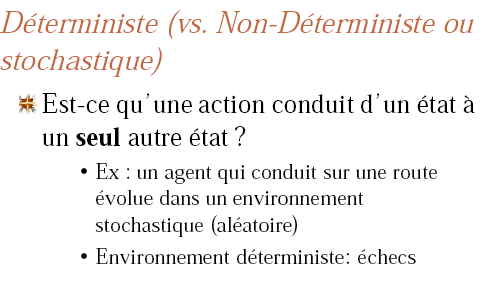 Déterministe (vs. Non-Déterministe ou
stochastique)
Est-ce qu’une action conduit d’un état à
un seul autre état ?
• Ex : un agent qui conduit sur une route
évolue dans un environnement
stochastique (aléatoire)
• Environnement déterministe: échecs